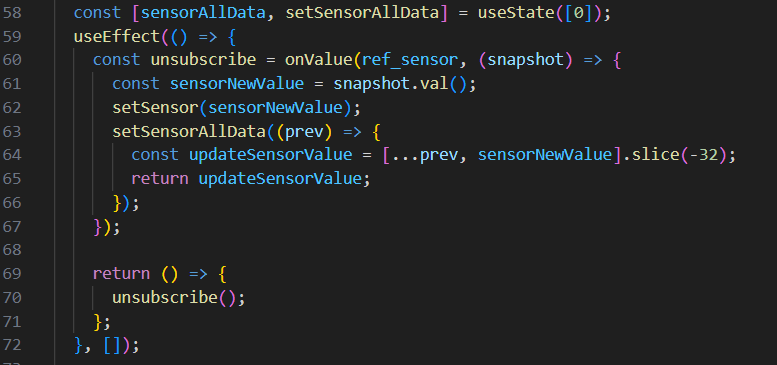 58 const [sensorAllData, setSensorAllData] = useState([0]);
59 useEffect(() => {
60 const unsubscribe = onValue(ref_sensor, (snapshot) => {
61 const sensorNewValue = snapshot.val();
62 setSensor(sensorNewValue);
63 setSensorAllData((prev) => {
64 const updateSensorValue = [...prev, sensorNewValue].slice(-32);
65 return updateSensorValue;
66 });
67 });
68
69 return () => {
70 unsubscribe();
71 };
72 }, []);